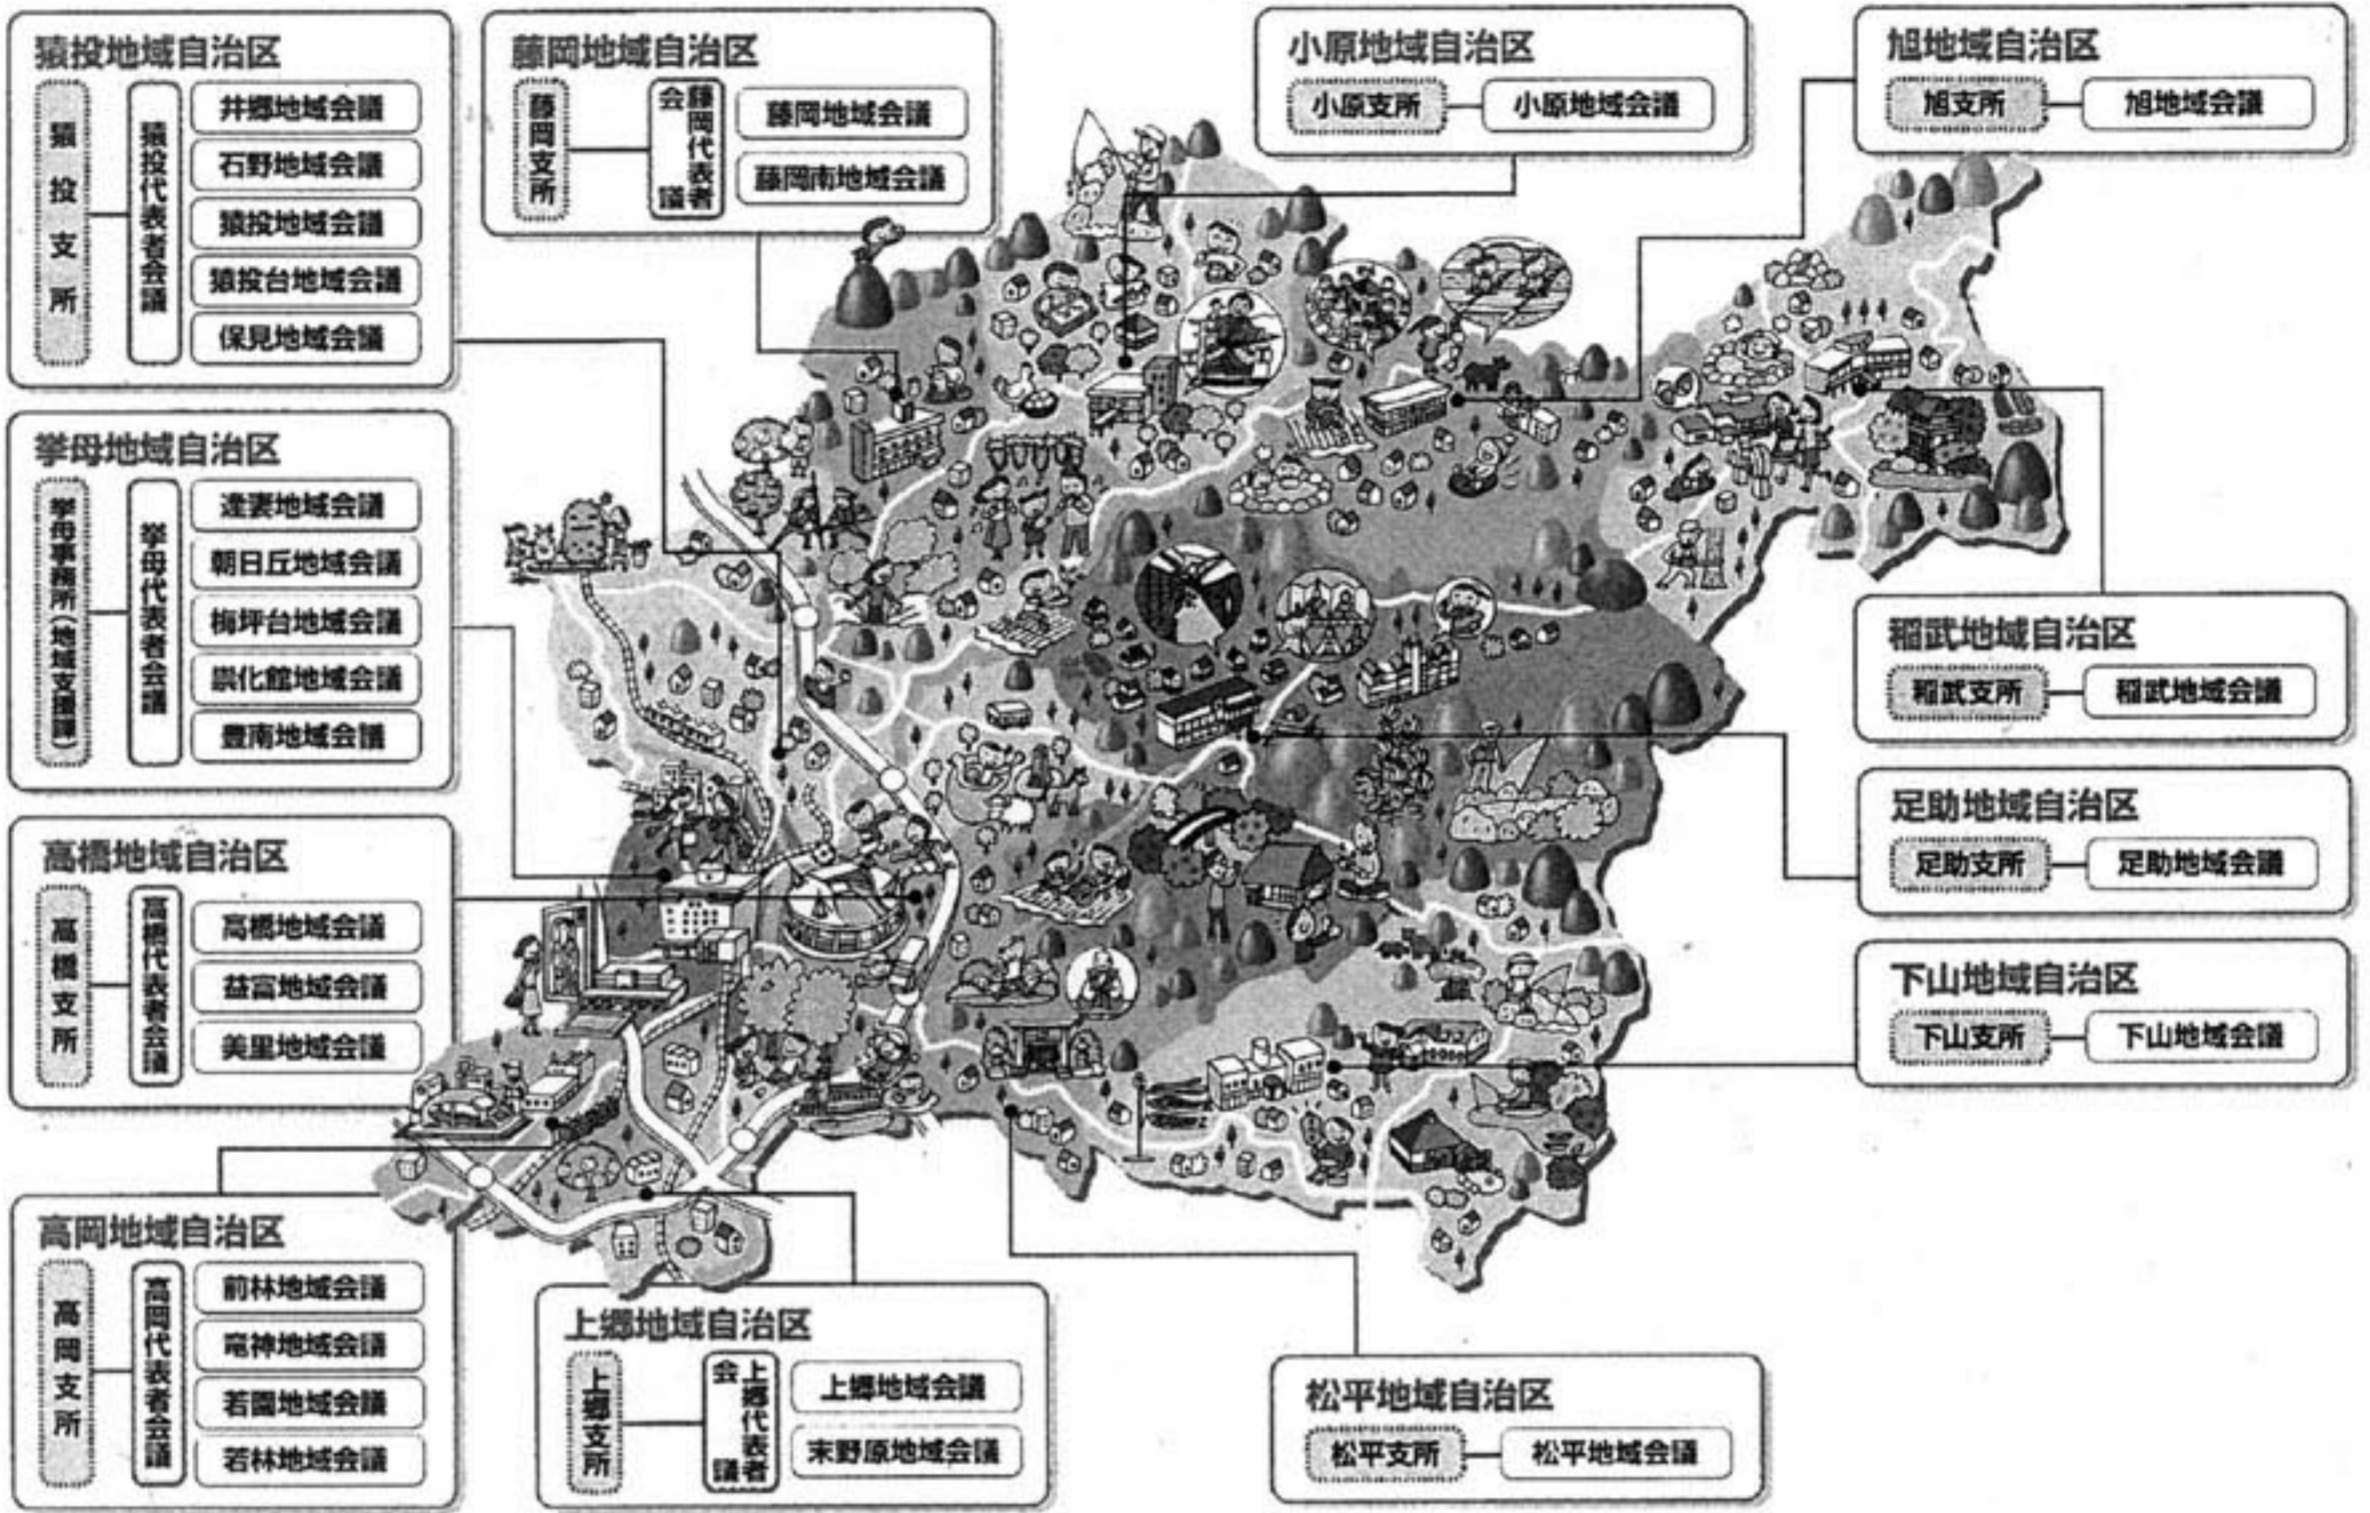 猿投地域自治区
猿投支所
猿投代表者会議
井郷地域会議
石野地域会議
猿投地域会議
猿投台地域会議
保見地域会議
藤岡地域自治区
藤岡支所
藤岡代表者会議
藤岡地域会議
藤岡南地域会議
小原地域自治区
小原支所
小原地域会議
旭地域自治区
旭支所
旭地域会議
挙母地域自治区
挙母事務所(地域支援課)
挙母代表者会議
逢妻地域会議
朝日丘地域会議
梅坪台地域会議
崇化館地域会議
豊南地域会議
稲武地域自治区
稲武支所
稲武地域会議
足助地域自治区
足助支所
足助地域会議
高橋地域自治区
高橋支所
高橋代表者会議
高橋地域会議
益富地域会議
美里地域会議
下山地域自治区
下山支所
下山地域会議
高岡地域自治区
高岡支所
高岡代表者会議
前林地域会議
竜神地域会議
若園地域会議
若林地域会議
上郷地域自治区
上郷支所
上郷代表者会議
上郷地域会議
末野原地域会議
松平地域自治区
松平支所
松平地域会議